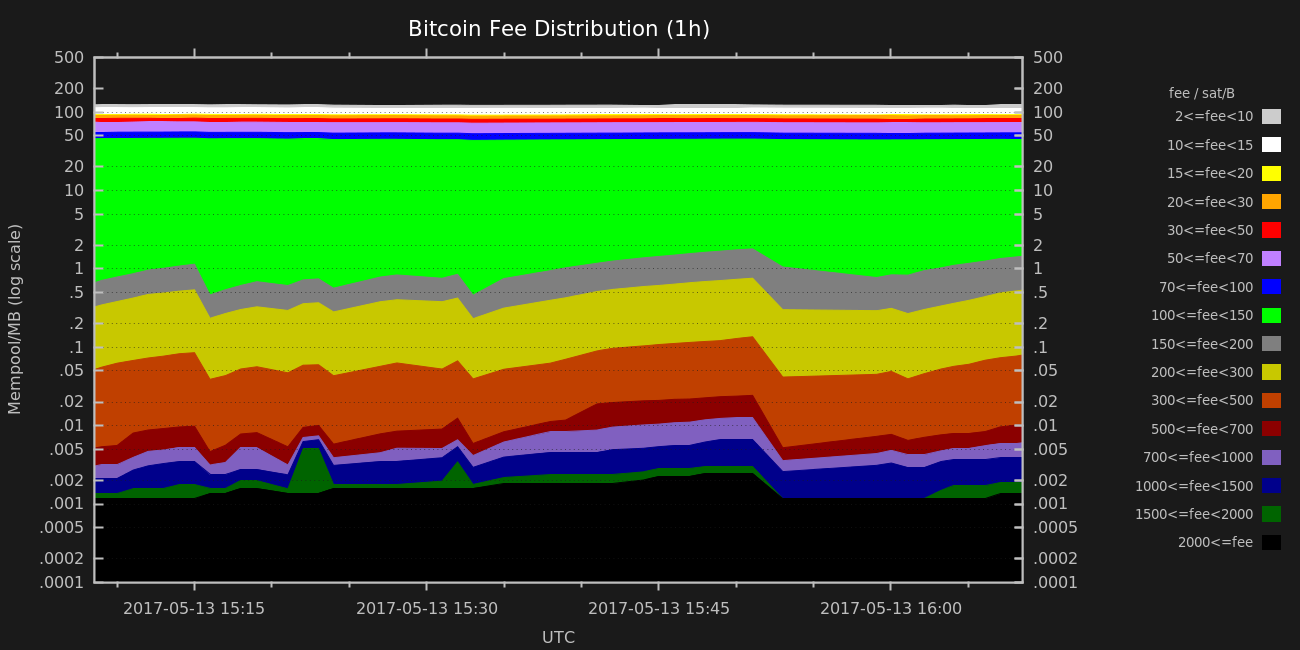 Bitcoin Fee Distribution (1h)
500
200
100
50
20
10
5
2
1
.5
.2
.1
.05
.02
.01
.005
.002
.001
.0005
.0002
.0001
Mempool/MB (log scale)
500
200
100
50
20
10
5
2
1
.5
.2
.1
.05
.02
.01
.005
.002
.001
.0005
.0002
.0001
2017-05-13 15:15 2017-05-13 15:30 2017-05-13 15:45 2017-05-13 16:00
UTC
fee / sat/B
2<=fee<10
10<=fee<15
15<=fee<20
20<=fee<30
30<=fee<50
50<=fee<70
70<=fee<100
100<=fee<150
150<=fee<200
200<=fee<300
300<=fee<500
500<=fee<700
700<=fee<1000
1000<=fee<1500
1500<=fee<2000
2000<=fee